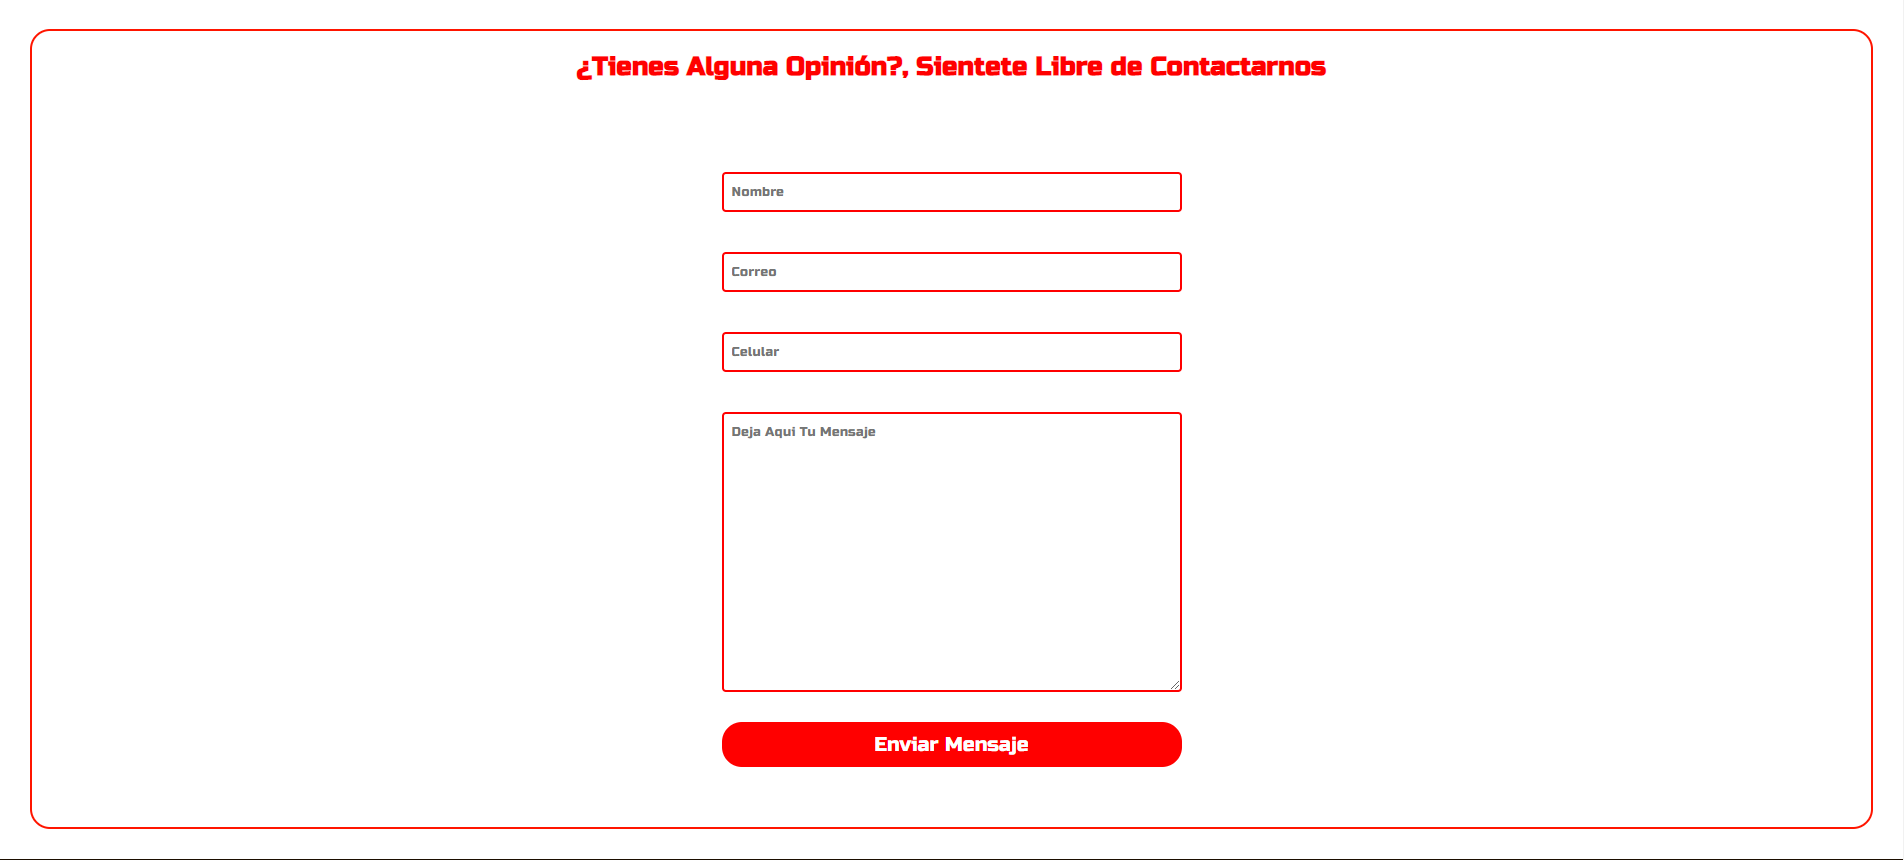 ¿Tienes Alguna Opinión?, Sientete Libre de Contactarnos
Nombre
Correo
Celular
Deja Aqui Tu Mensaje
Enviar Mensaje